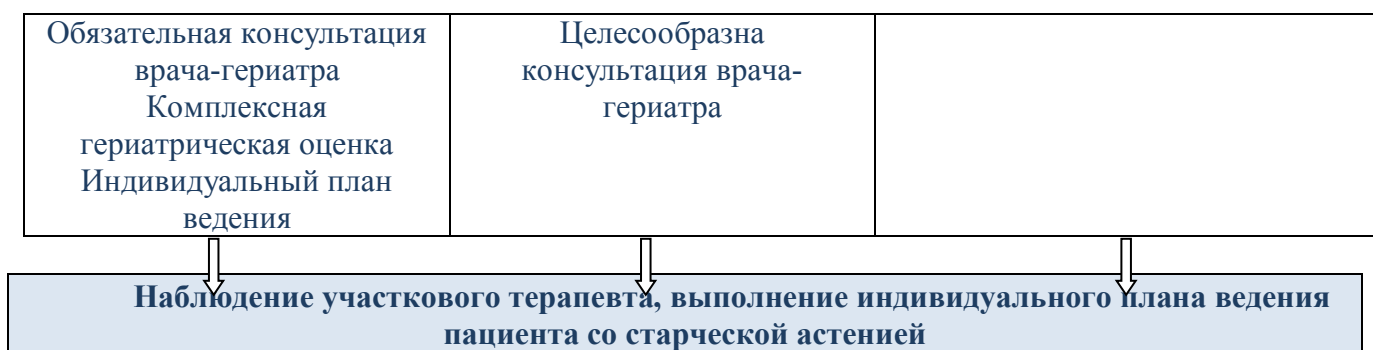 Обязательная консультация
врача-гериатра
Комплексная
гериатрическая оценка
Индивидуальный план
ведения
Целесообразна
консультация врача-
гериатра
Наблюдение участкового терапевта, выполнение индивидуального плана ведения
пациента со старческой астенией